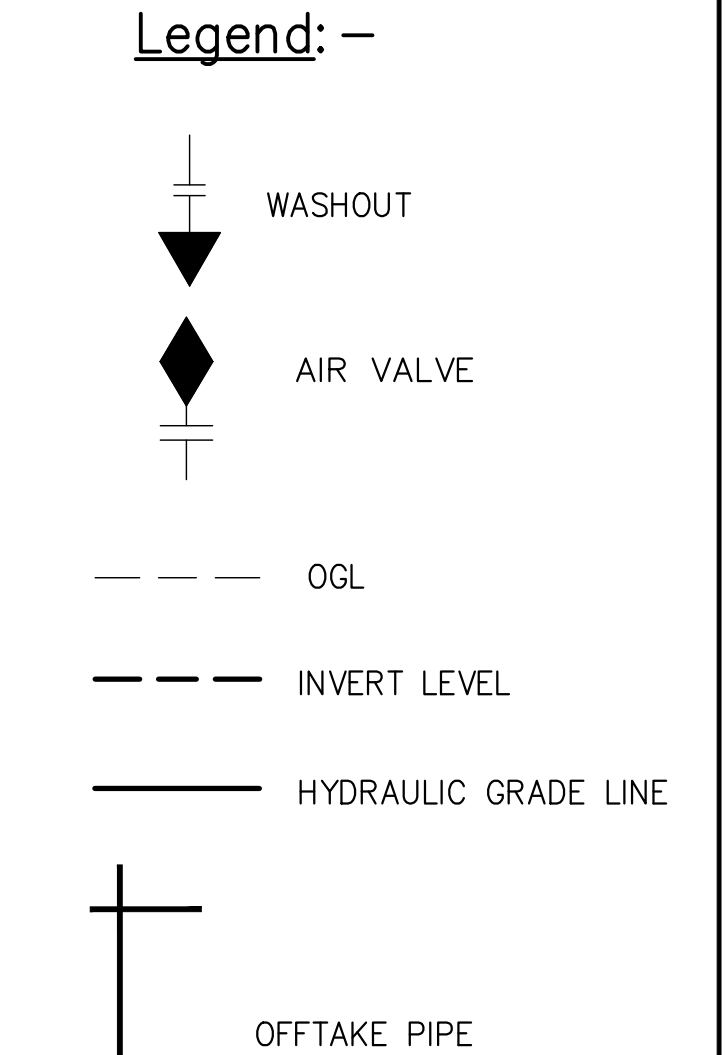 Legend: –
WASHOUT
AIR VALVE
OGL
INVERT LEVEL
HYDRAULIC GRADE LINE
OFFTAKE PIPE